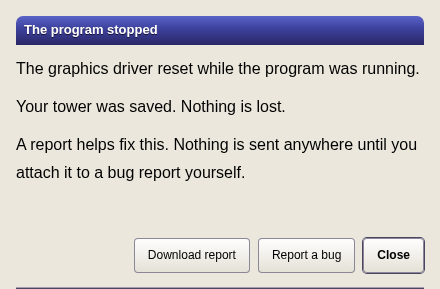 The program stopped
The graphics driver reset while the program was running.
Your tower was saved. Nothing is lost.
A report helps fix this. Nothing is sent anywhere until you
attach it to a bug report yourself.
Download report
Report a bug
Close